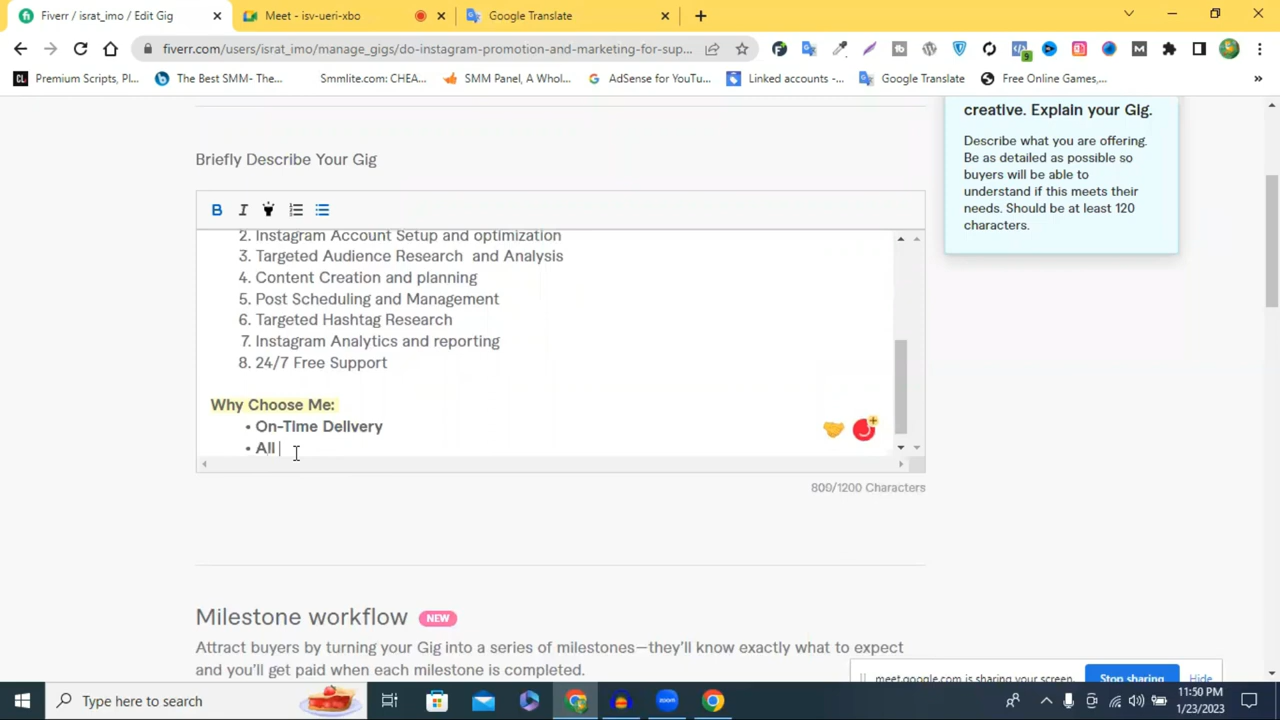 Fiverr / israt_imo / Edit Gig
Meet - isv-ueri-xbo
Google Translate
fiverr.com/users/israt_imo/manage_gigs/do-instagram-promotion-and-marketing-for-sup...
Premium Scripts, Pl...
The Best SMM- The...
Smmlite.com: CHEA...
SMM Panel, A Whol...
AdSense for YouTu...
Linked accounts -...
Google Translate
Free Online Games,...
»
creative. Explain your Gig.
Describe what you are offering.
Be as detailed as possible so
buyers will be able to
understand if this meets their
needs. Should be at least 120
characters.
Briefly Describe Your Gig
B I
2. Instagram Account Setup and optimization
3. Targeted Audience Research and Analysis
4. Content Creation and planning
5. Post Scheduling and Management
6. Targeted Hashtag Research
7. Instagram Analytics and reporting
8. 24/7 Free Support
Why Choose Me:
• On-Time Delivery
• All
809/1200 Characters
Milestone workflow NEW
Attract buyers by turning your Gig into a series of milestones—they'll know exactly what to expect
and you'll get paid when each milestone is completed.
meet.google.com is sharing your screen.
Stop sharing
Hide
Type here to search
zoom
11:50 PM
1/23/2023